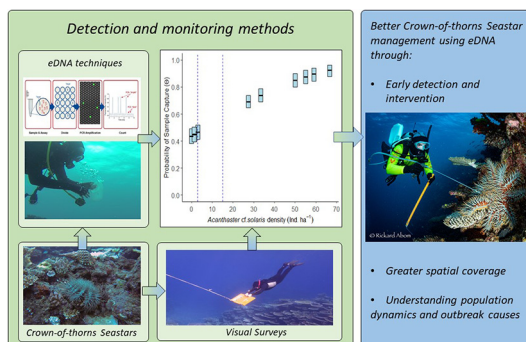 Detection and monitoring methods
eDNA techniques
Probability of Sample Capture (Θ)
1.0
0.8
0.6
0.4
0.2
0.0
0
10
20
30
40
50
60
70
Acanthaster cf. solaris density (Ind. ha⁻¹)
Crown-of-thorns Seastars
Visual Surveys
Better Crown-of-thorns Seastar
management using eDNA
through:
• Early detection and
intervention
© Rickard Abom
• Greater spatial coverage
• Understanding population
dynamics and outbreak causes